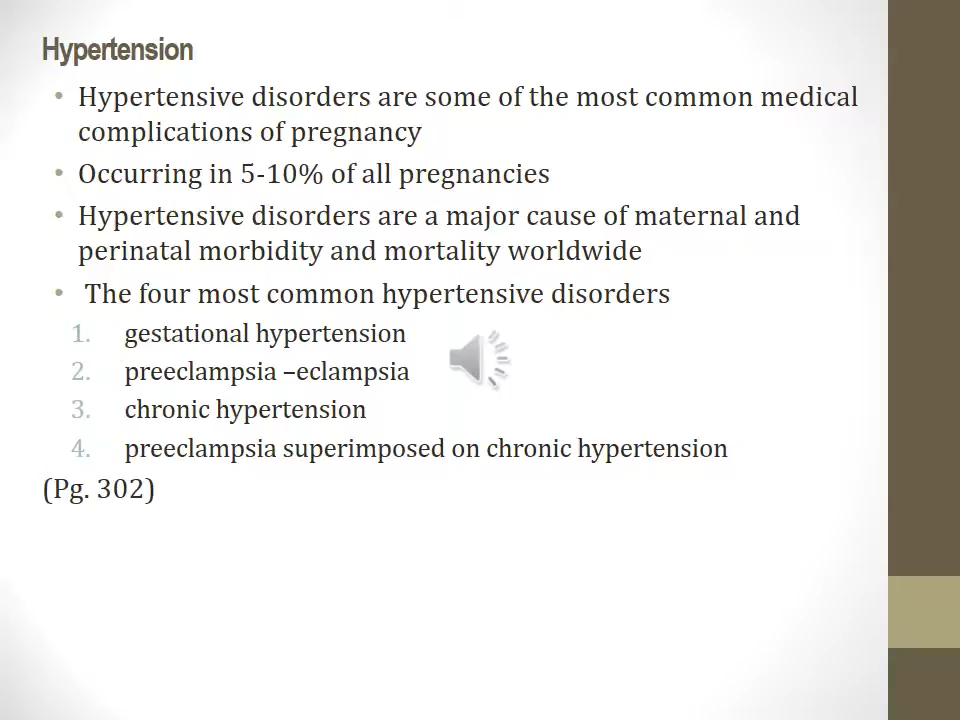 Hypertension
• Hypertensive disorders are some of the most common medical
complications of pregnancy
• Occurring in 5-10% of all pregnancies
• Hypertensive disorders are a major cause of maternal and
perinatal morbidity and mortality worldwide
• The four most common hypertensive disorders
1. gestational hypertension
2. preeclampsia –eclampsia
3. chronic hypertension
4. preeclampsia superimposed on chronic hypertension
(Pg. 302)